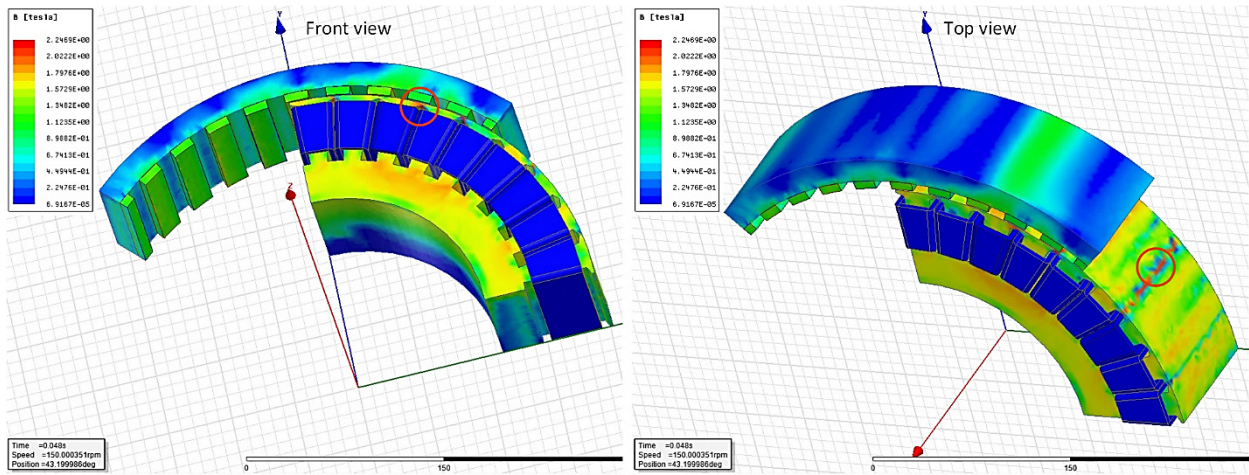 B [tesla]
2.2469E+00
2.0222E+00
1.7976E+00
1.5729E+00
1.3482E+00
1.1235E+00
8.9882E-01
6.7413E-01
4.4944E-01
2.2476E-01
6.9167E-05
Y
Front view
Z
Time =0.048s
Speed =150.000351rpm
Position =43.199986deg
0
150
B [tesla]
2.2469E+00
2.0222E+00
1.7976E+00
1.5729E+00
1.3482E+00
1.1235E+00
8.9882E-01
6.7413E-01
4.4944E-01
2.2476E-01
6.9167E-05
Y
Top view
Time =0.048s
Speed =150.000351rpm
Position =43.199986deg
0
150